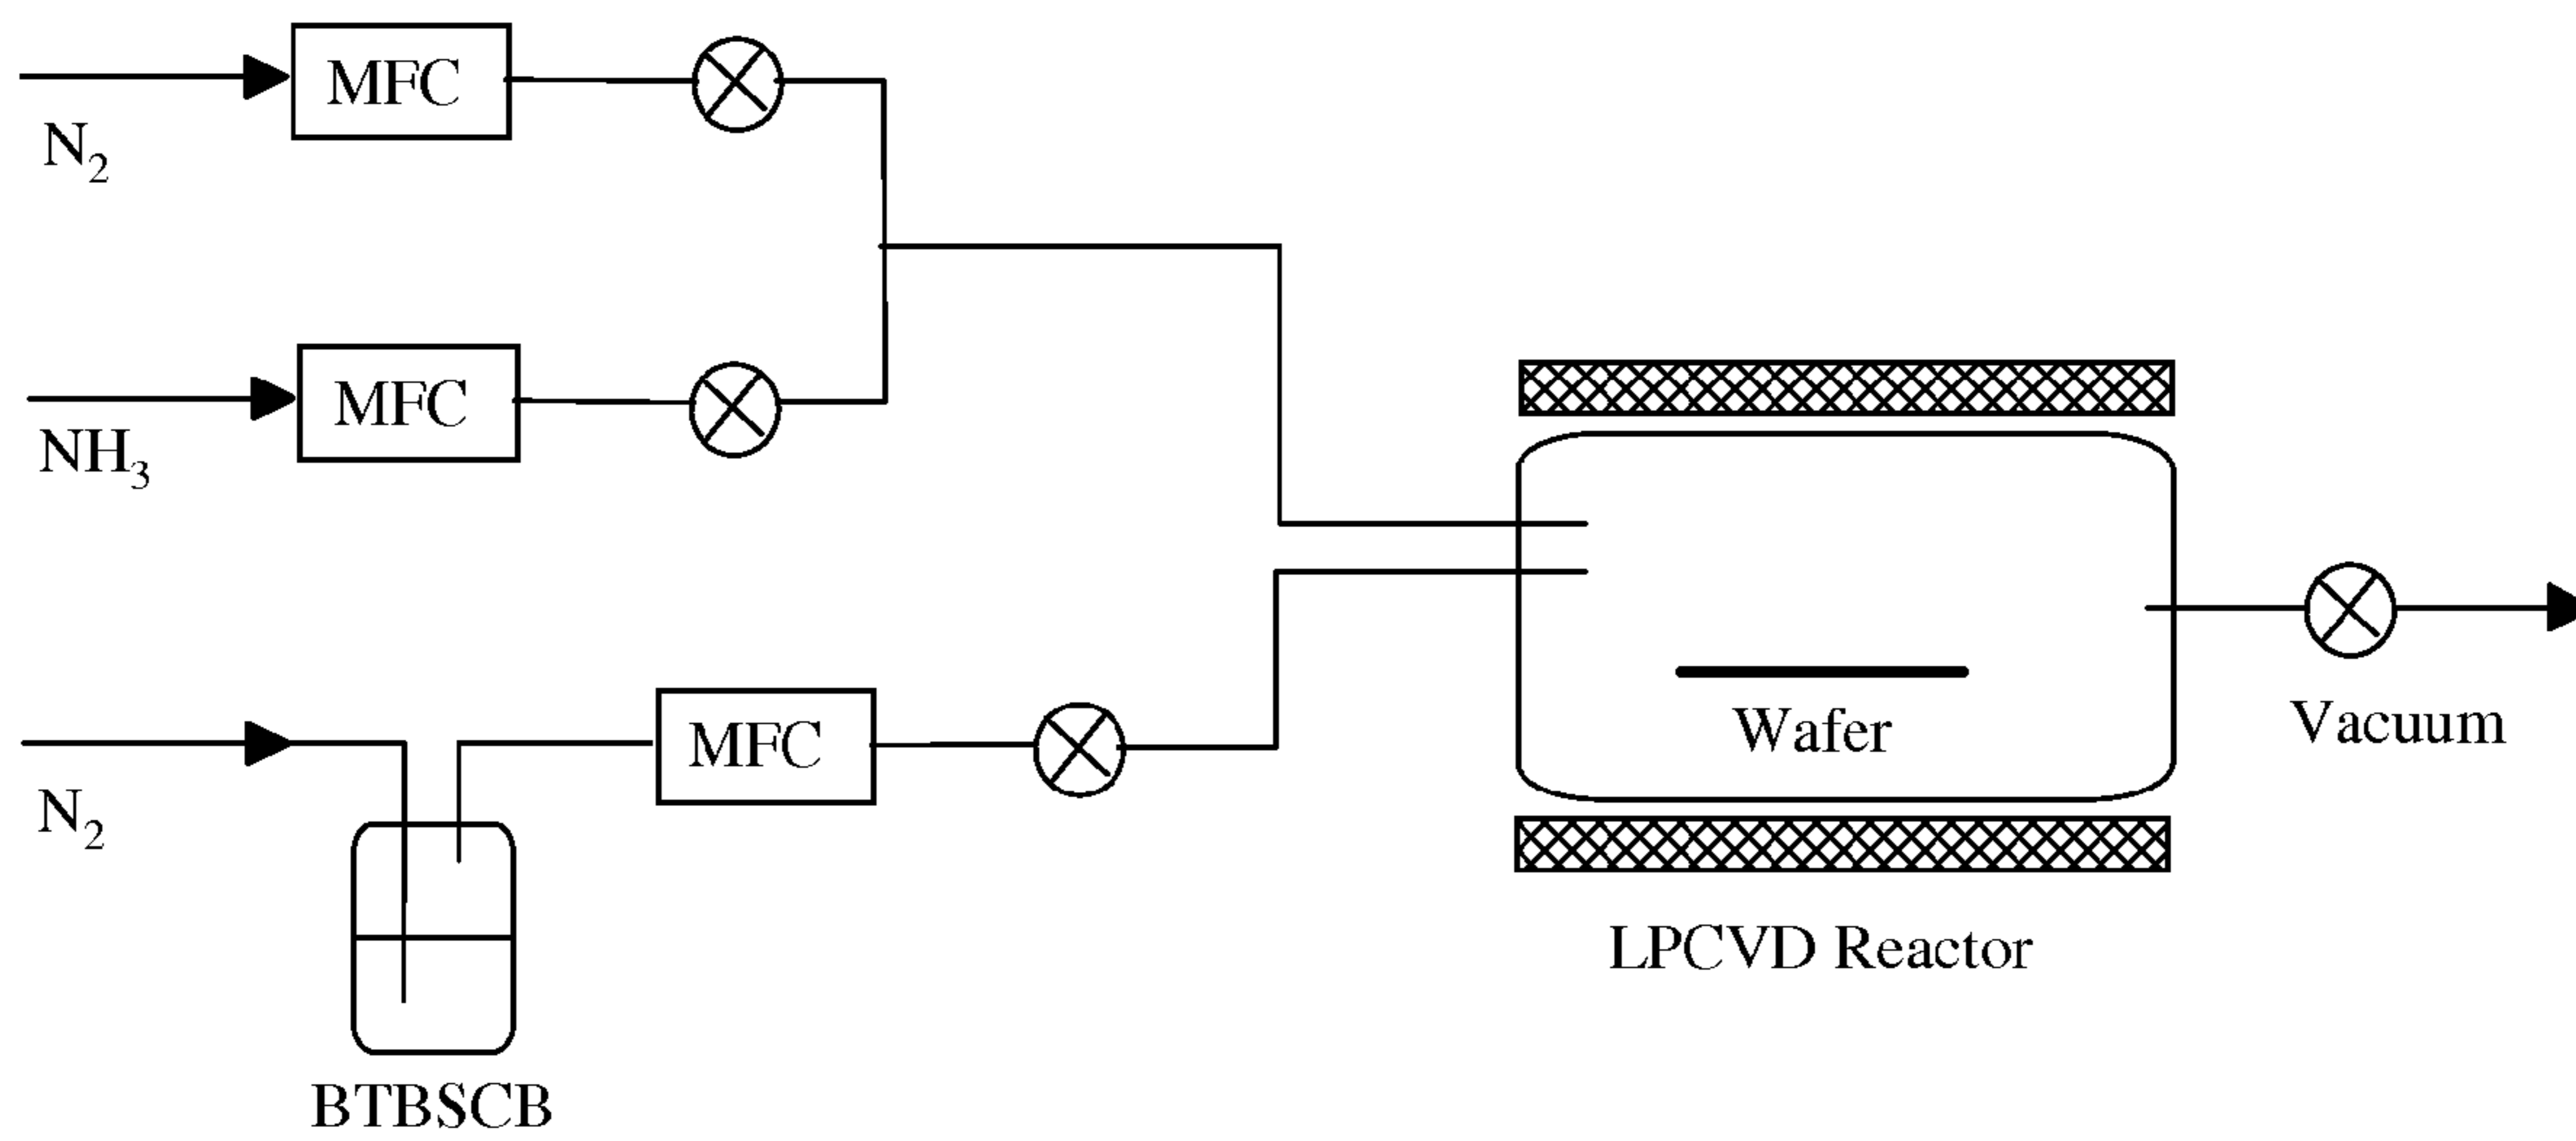 MFC
N2
MFC
NH3
Wafer
Vacuum
MFC
N2
LPCVD Reactor
BTBSCB